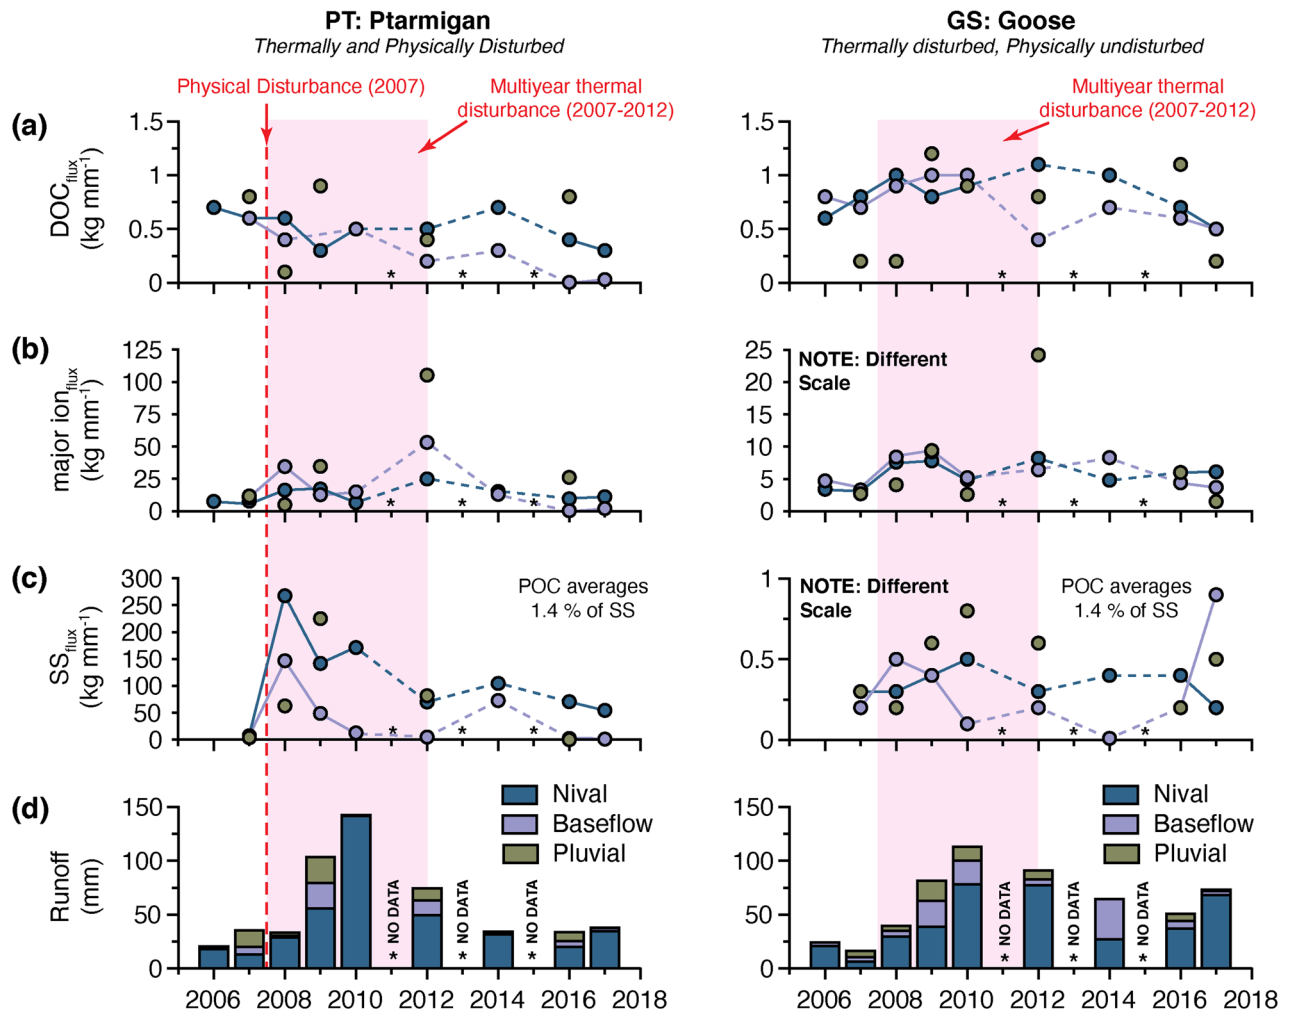 PT: Ptarmigan
Thermally and Physically Disturbed
GS: Goose
Thermally disturbed, Physically undisturbed
Physical Disturbance (2007)
Multiyear thermal
disturbance (2007-2012)
Multiyear thermal
disturbance (2007-2012)
(a)
DOCflux
(kg mm-1)
1.5
1
0.5
0
* * *
1.5
1
0.5
0
* * *
(b)
major ionflux
(kg mm-1)
125
100
75
50
25
0
* * *
25
20
15
10
5
0
NOTE: Different
Scale
* * *
(c)
SSflux
(kg mm-1)
300
250
200
150
100
50
0
POC averages
1.4 % of SS
* * *
1
0.5
0
NOTE: Different
Scale
POC averages
1.4 % of SS
* * *
(d)
Runoff
(mm)
150
100
50
0
Nival
Baseflow
Pluvial
* NO DATA
* NO DATA
* NO DATA
2006 2008 2010 2012 2014 2016 2018
150
100
50
0
Nival
Baseflow
Pluvial
* NO DATA
* NO DATA
* NO DATA
2006 2008 2010 2012 2014 2016 2018